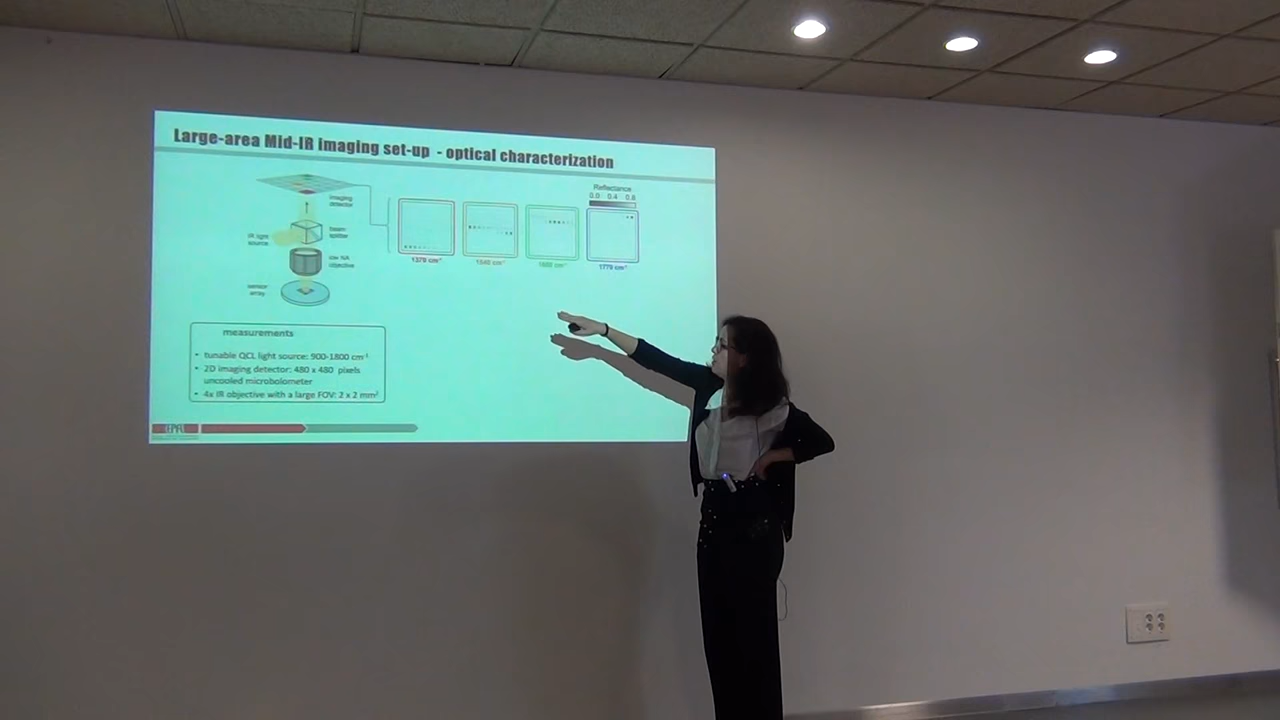 Large-area Mid-IR imaging set-up - optical characterization
imaging
detector
IR light
source
beam
splitter
low NA
objective
sensor
array
Reflectance
0.0 0.4 0.8
1370 cm-1
1540 cm-1
1770 cm-1
measurements
• tunable QCL light source: 900-1800 cm-1
• 2D imaging detector: 480 x 480 pixels
uncooled microbolometer
• 4x IR objective with a large FOV: 2 x 2 mm2
EPFL